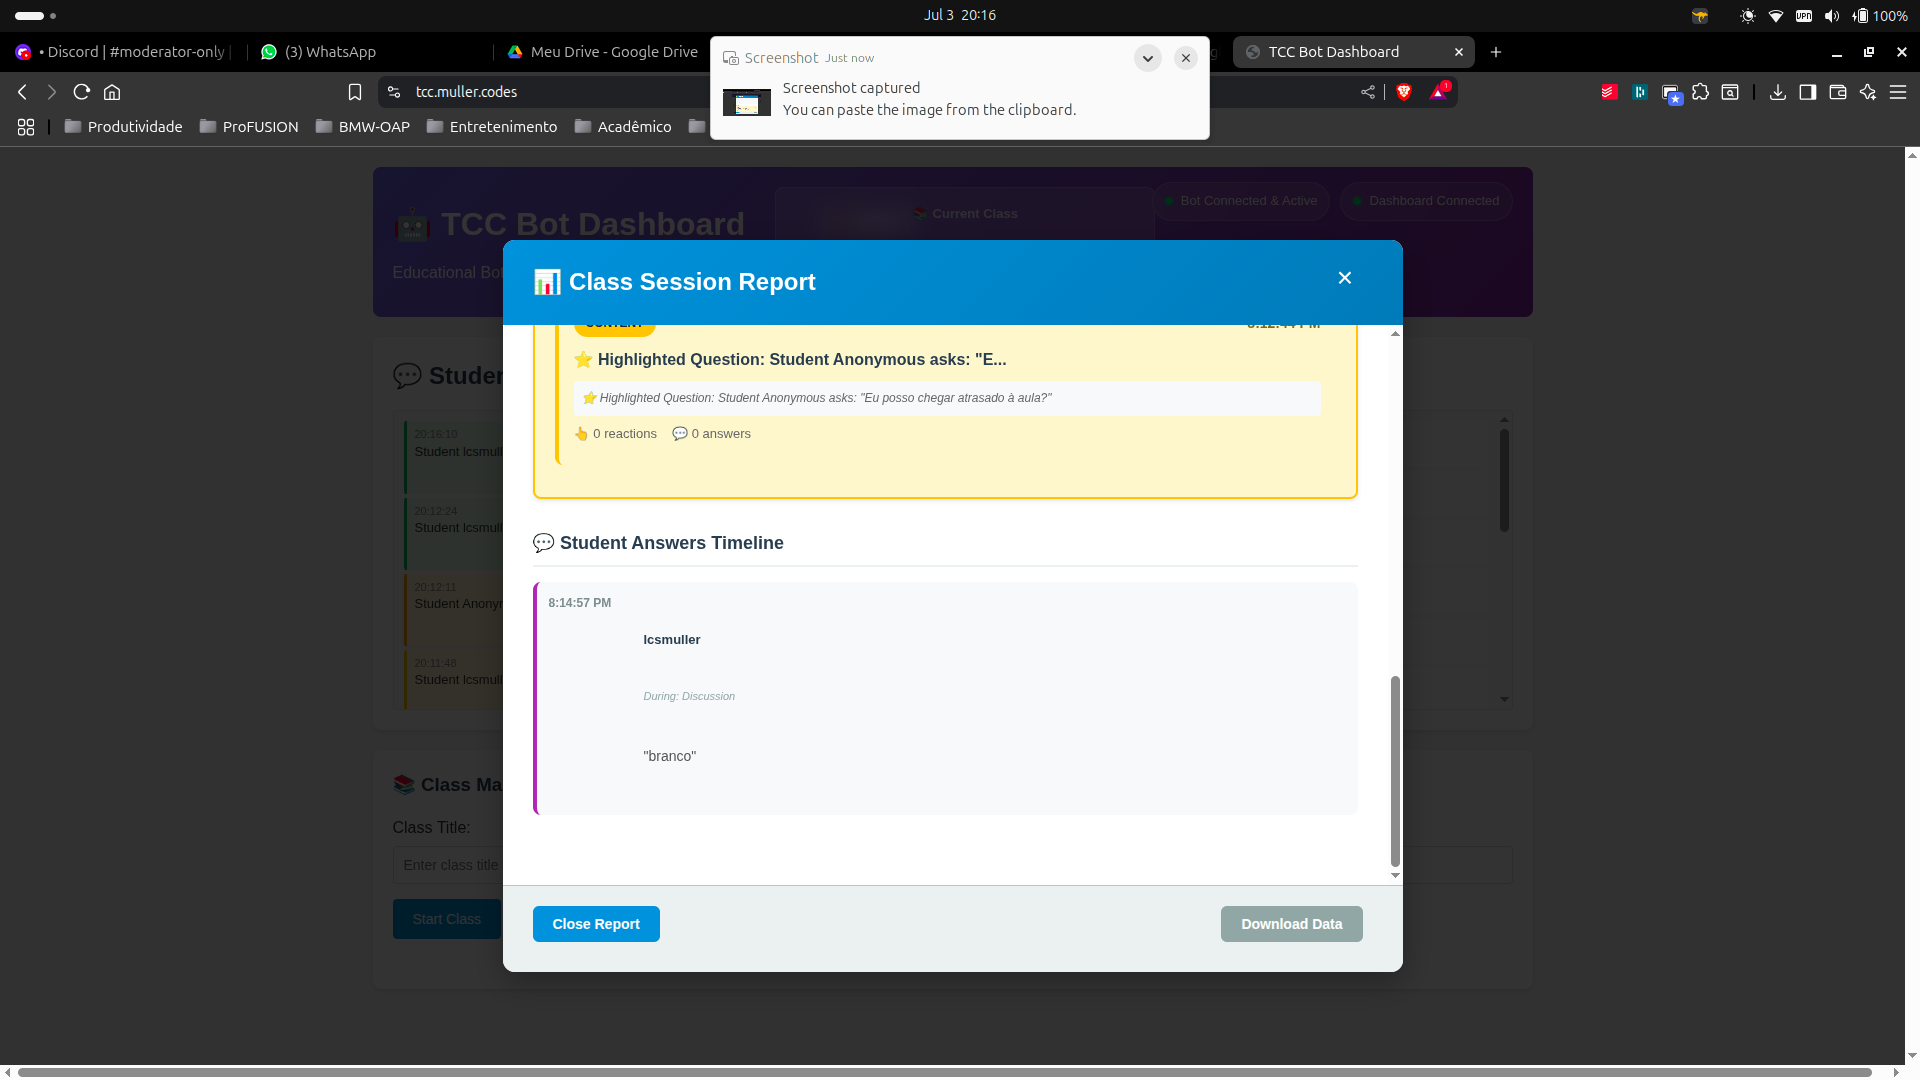 Jul 3 20:16
100%
• Discord | #moderator-only
(3) WhatsApp
Meu Drive - Google Drive
TCC Bot Dashboard
Screenshot Just now
Screenshot captured
You can paste the image from the clipboard.
tcc.muller.codes
VPN
1
Produtividade
ProFUSION
BMW-OAP
Entretenimento
Acadêmico
TCC Bot Dashboard
Educational Bot
Current Class
Bot Connected & Active
Dashboard Connected
Class Session Report
⭐ Highlighted Question: Student Anonymous asks: "E...
⭐ Highlighted Question: Student Anonymous asks: "Eu posso chegar atrasado à aula?"
👆 0 reactions 💬 0 answers
💬 Student Answers Timeline
8:14:57 PM
lcsmuller
During: Discussion
"branco"
Close Report
Download Data
20:16:10
Student lcsmull
20:12:24
Student lcsmull
20:12:11
Student Anony
20:11:48
Student lcsmull
Class Ma
Class Title:
Enter class title
Start Class